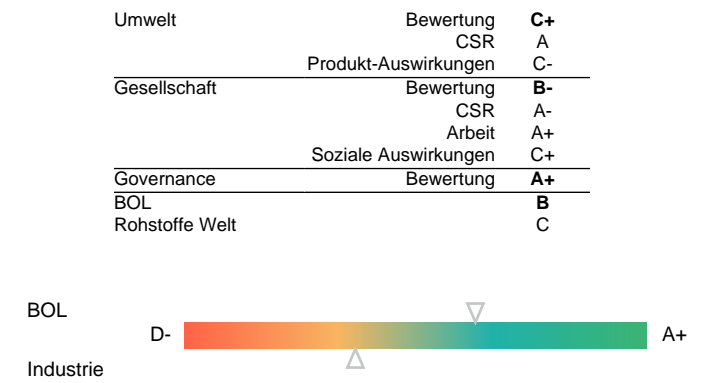 Umwelt Bewertung C+
CSR A
Produkt-Auswirkungen C-
Gesellschaft Bewertung B-
CSR A-
Arbeit A+
Soziale Auswirkungen C+
Governance Bewertung A+
BOL B
Rohstoffe Welt C
BOL
D- A+
Industrie